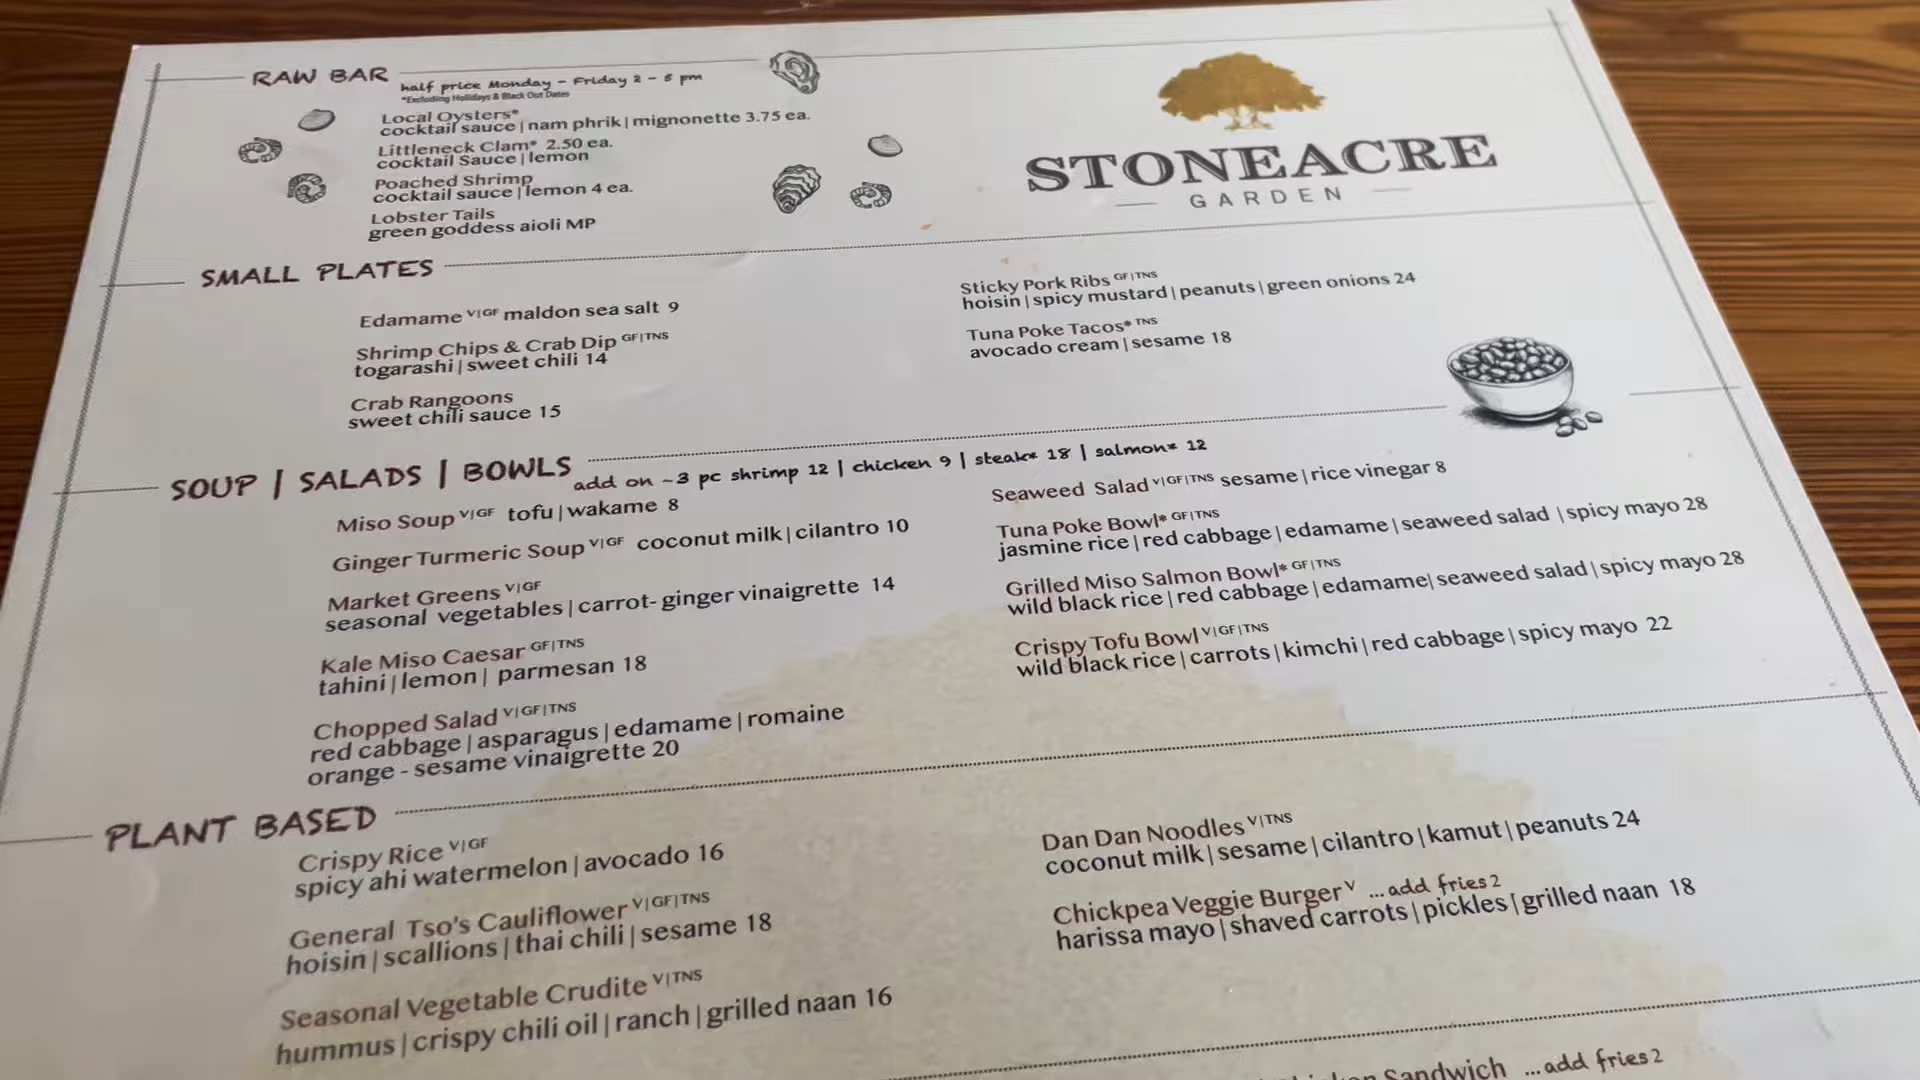 RAW BAR half price Monday - Friday 2 - 5 pm
*Excluding Holidays & Black Out Dates
Local Oysters*
cocktail sauce | nam phrik | mignonette 3.75 ea.
Littleneck Clam* 2.50 ea.
cocktail Sauce | lemon
Poached Shrimp
cocktail sauce | lemon 4 ea.
Lobster Tails
green goddess aioli MP
STONEACRE
GARDEN
SMALL PLATES
Edamame V|GF maldon sea salt 9
Shrimp Chips & Crab Dip GF|TNS
togarashi | sweet chili 14
Crab Rangoons
sweet chili sauce 15
Sticky Pork Ribs GF|TNS
hoisin | spicy mustard | peanuts | green onions 24
Tuna Poke Tacos* TNS
avocado cream | sesame 18
SOUP | SALADS | BOWLS add on ~3 pc shrimp 12 | chicken 9 | steak* 18 | salmon* 12
Miso Soup V|GF tofu | wakame 8
Ginger Turmeric Soup V|GF coconut milk | cilantro 10
Market Greens V|GF
seasonal vegetables | carrot- ginger vinaigrette 14
Kale Miso Caesar GF|TNS
tahini | lemon | parmesan 18
Chopped Salad V|GF|TNS
red cabbage | asparagus | edamame | romaine
orange - sesame vinaigrette 20
Seaweed Salad V|GF|TNS sesame | rice vinegar 8
Tuna Poke Bowl* GF|TNS
jasmine rice | red cabbage | edamame | seaweed salad | spicy mayo 28
Grilled Miso Salmon Bowl* GF|TNS
wild black rice | red cabbage | edamame| seaweed salad | spicy mayo 28
Crispy Tofu Bowl V|GF|TNS
wild black rice | carrots | kimchi | red cabbage | spicy mayo 22
PLANT BASED
Crispy Rice V|GF
spicy ahi watermelon | avocado 16
General Tso's Cauliflower V|GF|TNS
hoisin | scallions | thai chili | sesame 18
Seasonal Vegetable Crudite V|TNS
hummus | crispy chili oil | ranch | grilled naan 16
Dan Dan Noodles V|TNS
coconut milk | sesame | cilantro | kamut | peanuts 24
Chickpea Veggie Burger V ...add fries 2
harissa mayo | shaved carrots | pickles | grilled naan 18
Sandwich ...add fries 2